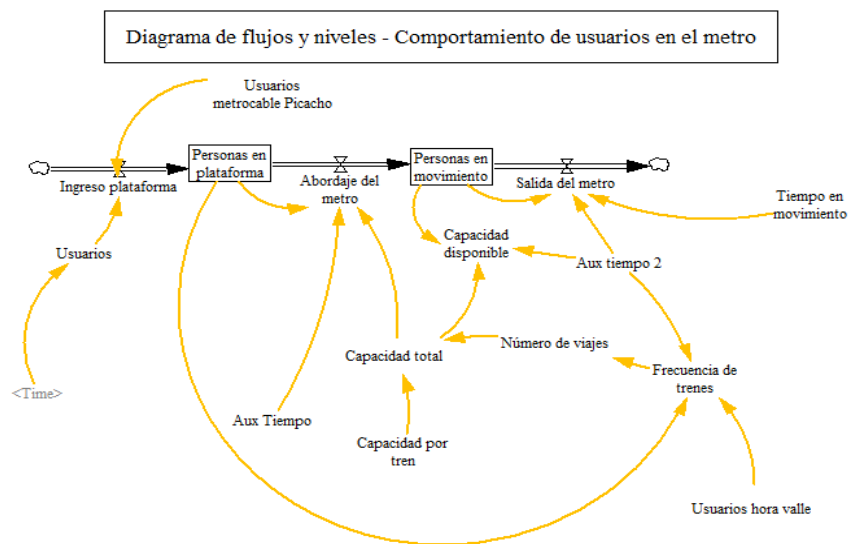 Diagrama de flujos y niveles - Comportamiento de usuarios en el metro
Usuarios
metrocable Picacho
Personas en
plataforma
Personas en
movimiento
Ingreso plataforma
Abordaje del
metro
Salida del metro
Tiempo en
movimiento
Usuarios
Capacidad
disponible
Aux tiempo 2
Capacidad total
Número de viajes
Frecuencia de
trenes
<Time>
Aux Tiempo
Capacidad por
tren
Usuarios hora valle